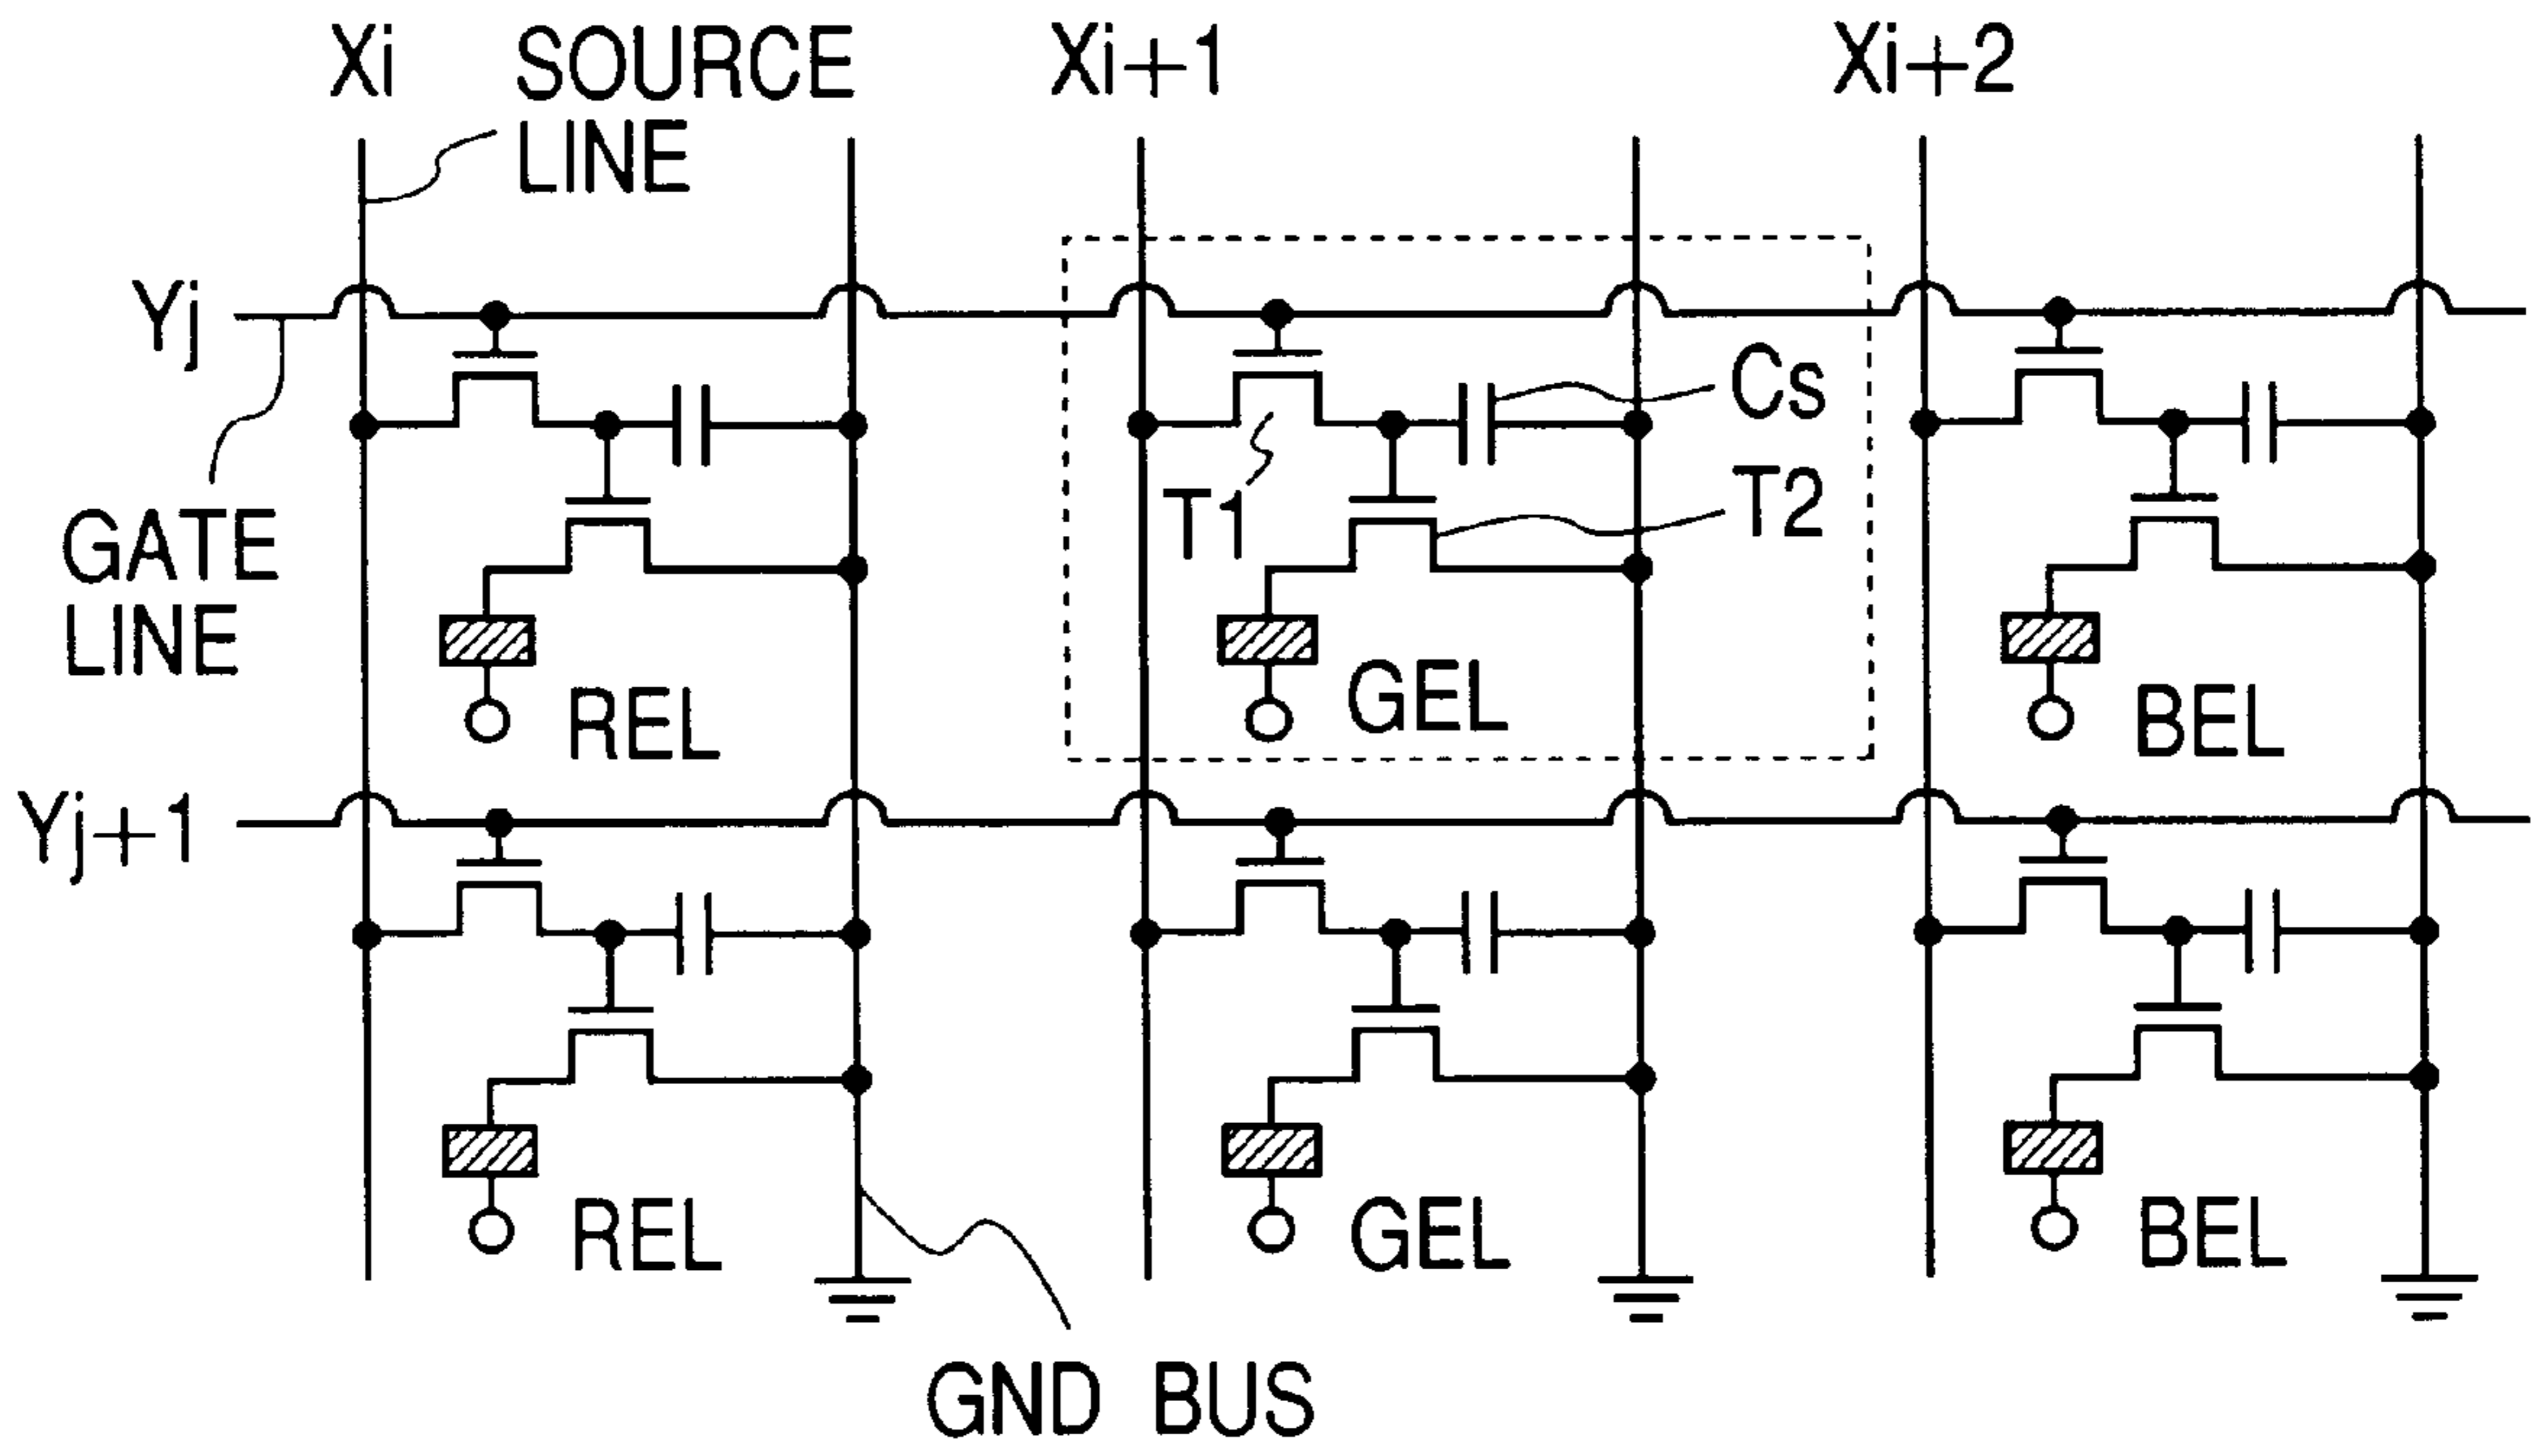 Xi
SOURCE
LINE
Xi+1
Xi+2
Yj
GATE
LINE
Cs
T1
T2
REL
GEL
BEL
Yj+1
REL
GEL
BEL
GND BUS